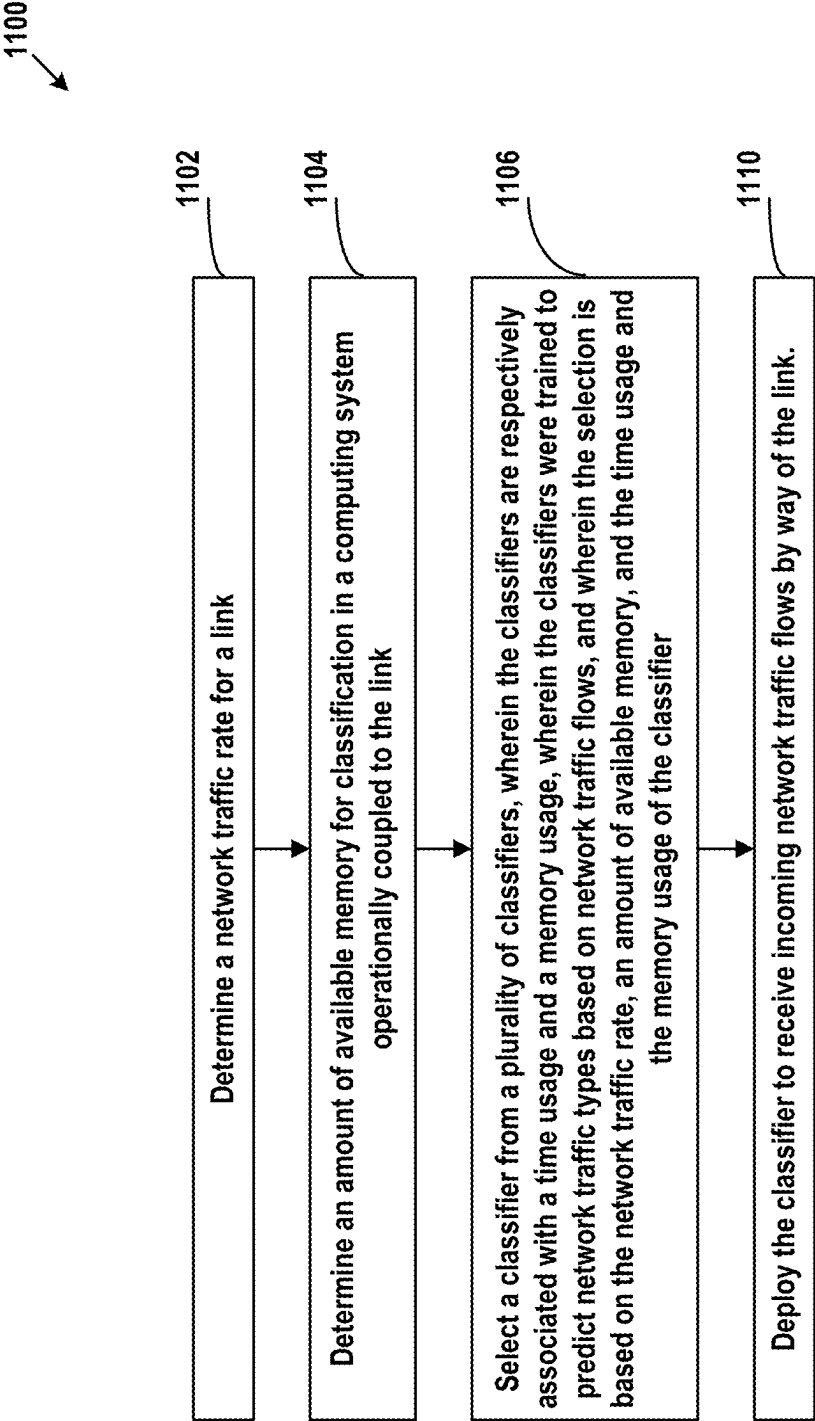 1100
1102
Determine a network traffic rate for a link
1104
Determine an amount of available memory for classification in a computing system
operationally coupled to the link
1106
Select a classifier from a plurality of classifiers, wherein the classifiers are respectively
associated with a time usage and a memory usage, wherein the classifiers were trained to
predict network traffic types based on network traffic flows, and wherein the selection is
based on the network traffic rate, an amount of available memory, and the time usage and
the memory usage of the classifier
1110
Deploy the classifier to receive incoming network traffic flows by way of the link.